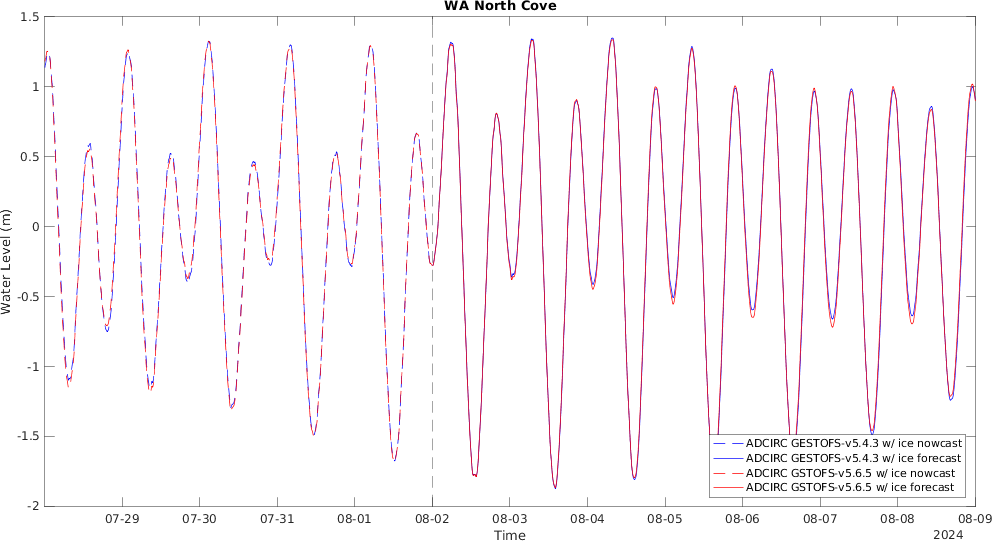 WA North Cove
1.5
1
0.5
0
-0.5
-1
-1.5
-2
Water Level (m)
ADCIRC GESTOFS-v5.4.3 w/ ice nowcast
ADCIRC GESTOFS-v5.4.3 w/ ice forecast
ADCIRC GSTOFS-v5.6.5 w/ ice nowcast
ADCIRC GSTOFS-v5.6.5 w/ ice forecast
07-29 07-30 07-31 08-01 08-02 08-03 08-04 08-05 08-06 08-07 08-08 08-09
Time
2024